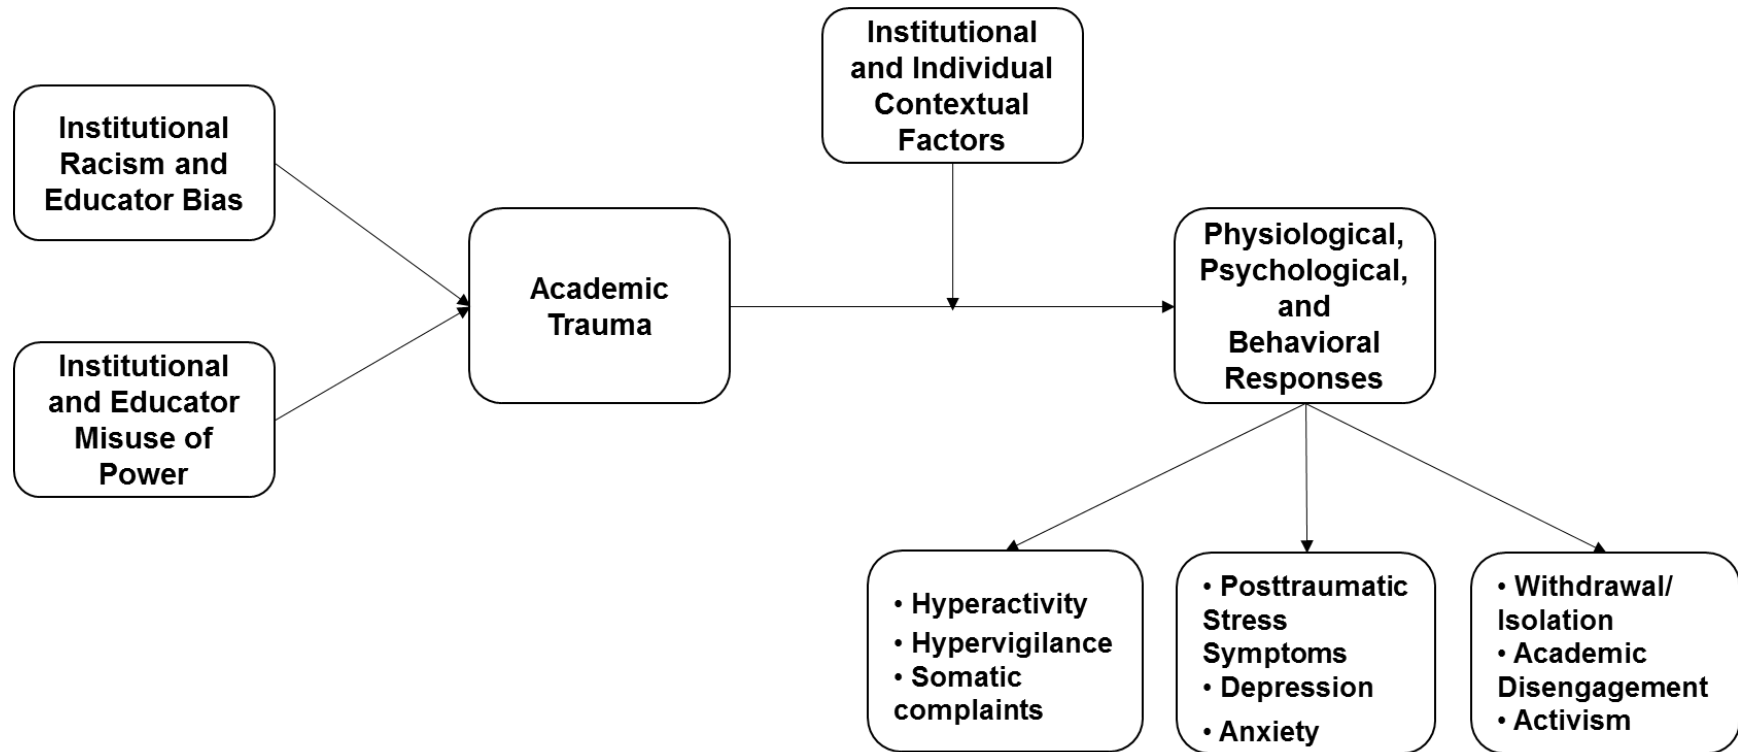 Institutional
and Individual
Contextual
Factors
Institutional
Racism and
Educator Bias
Institutional
and Educator
Misuse of
Power
Academic
Trauma
Physiological,
Psychological,
and
Behavioral
Responses
• Hyperactivity
• Hypervigilance
• Somatic
complaints
• Posttraumatic
Stress
Symptoms
• Depression
• Anxiety
• Withdrawal/
Isolation
• Academic
Disengagement
• Activism